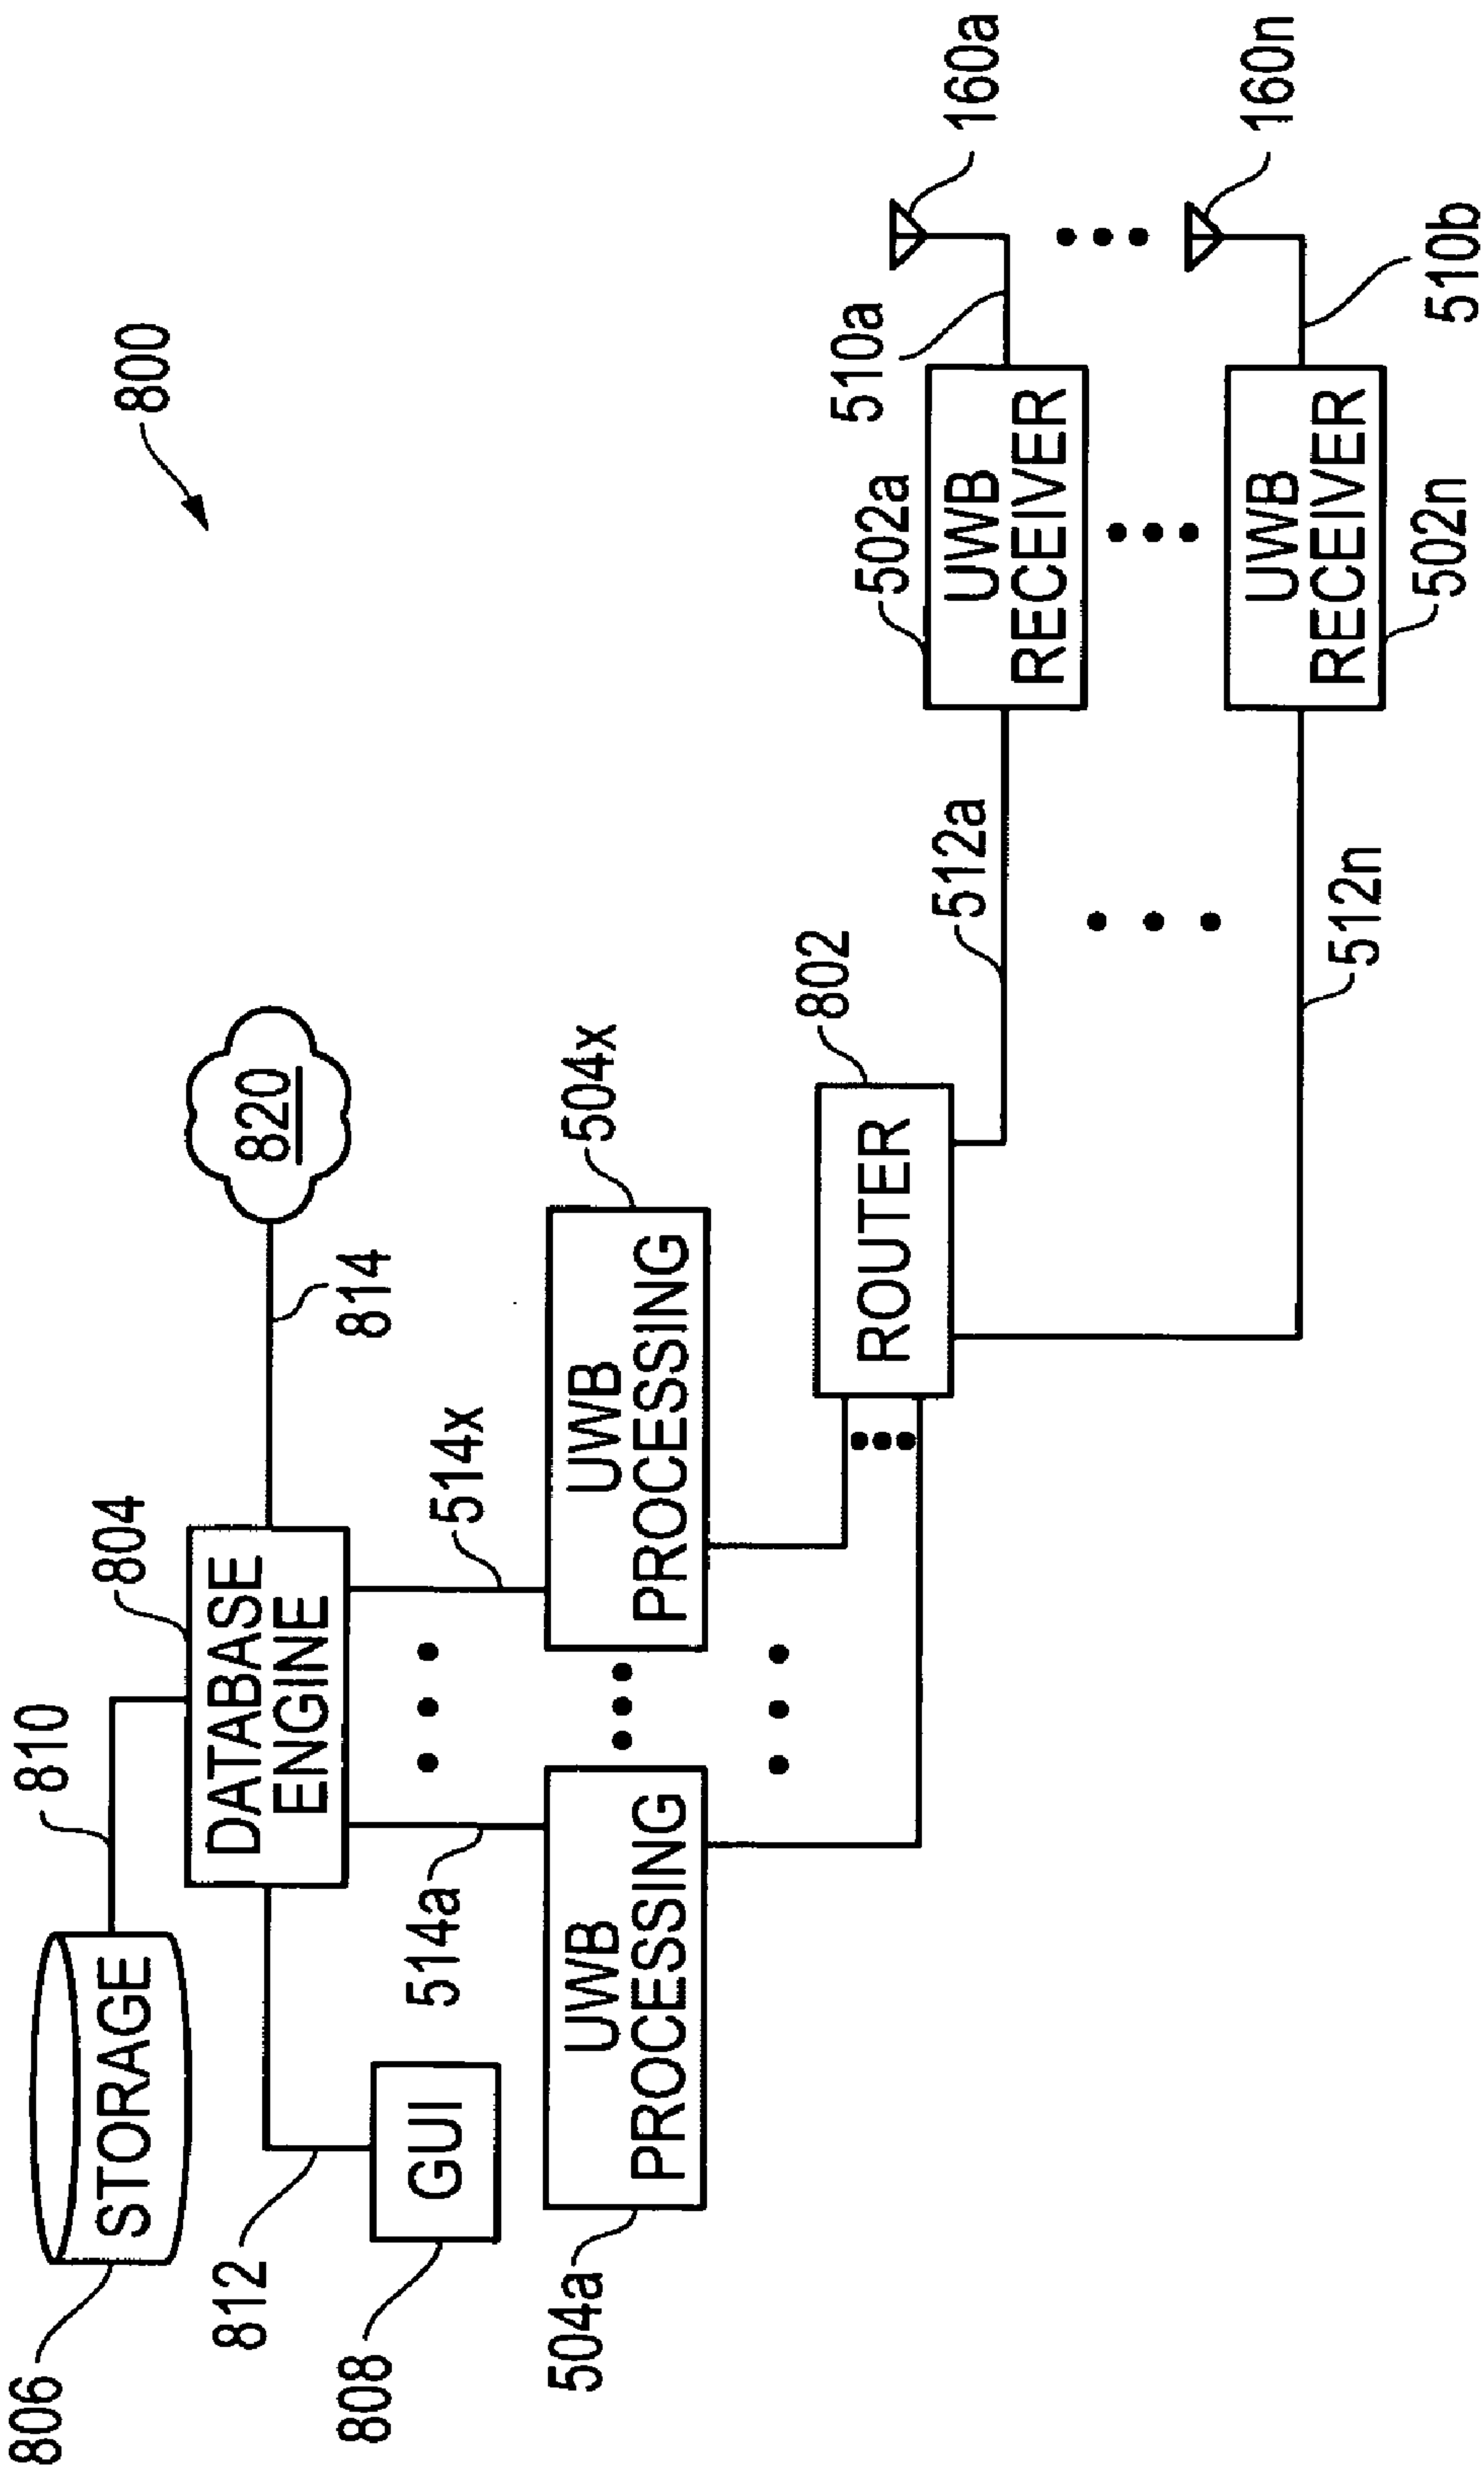 800
806
STORAGE
810
804
DATABASE
ENGINE
812
814
820
808
GUI
514a
514x
504a
UWB
PROCESSING
UWB
PROCESSING
504x
802
ROUTER
512a
512n
502a
UWB
RECEIVER
510a
160a
UWB
RECEIVER
502n
510b
160n